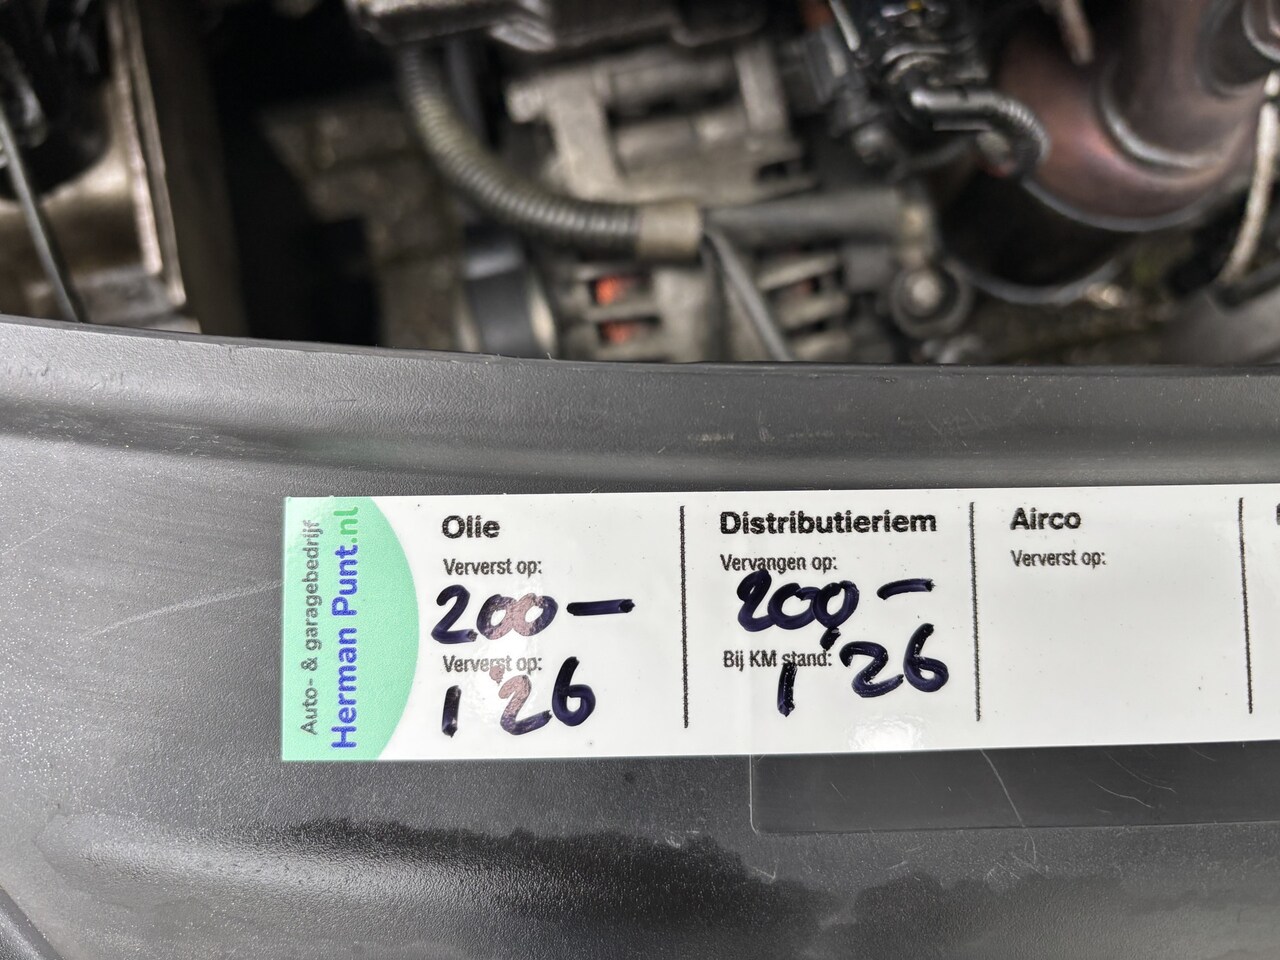 Auto- & garagebedrijf
Herman Punt.nl
Olie
Ververst op:
200-
Ververst op:
1 '26
Distributieriem
Vervangen op:
200-
Bij KM stand:
1 '26
Airco
Ververst op: